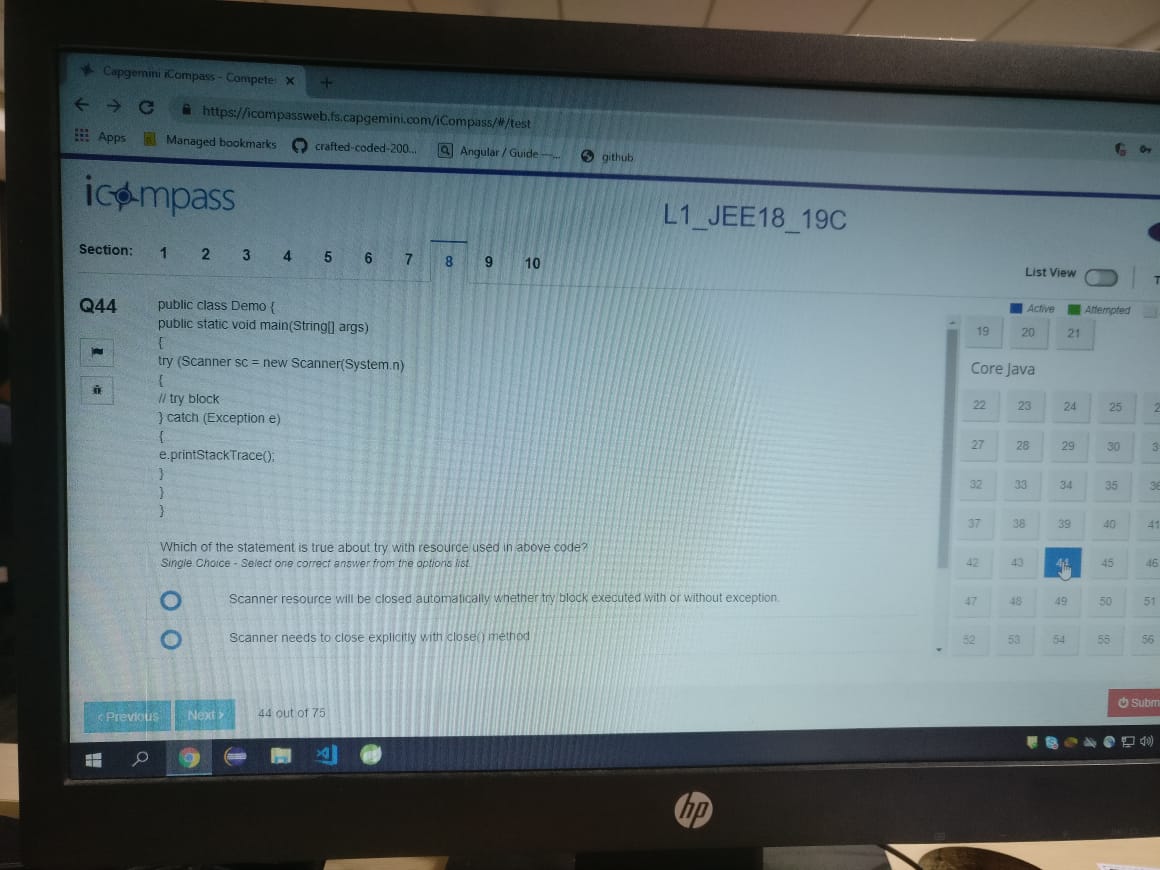 Capgemini iCompass - Compete
https://icompassweb.fs.capgemini.com/iCompass/#/test
Apps Managed bookmarks crafted-coded-200... Angular / Guide —... github
icompass
L1_JEE18_19C
Section: 1 2 3 4 5 6 7 8 9 10
List View
Active Attempted
Q44
public class Demo {
public static void main(String[] args)
{
try (Scanner sc = new Scanner(System.n)
{
// try block
} catch (Exception e)
{
e.printStackTrace();
}
}
}
Which of the statement is true about try with resource used in above code?
Single Choice - Select one correct answer from the options list.
Scanner resource will be closed automatically whether try block executed with or without exception.
Scanner needs to close explicitly with close() method
19 20 21
Core Java
22 23 24 25
27 28 29 30
32 33 34 35
37 38 39 40 41
42 43 44 45 46
47 48 49 50 51
52 53 54 55 56
< Previous Next > 44 out of 75
Subm
hp